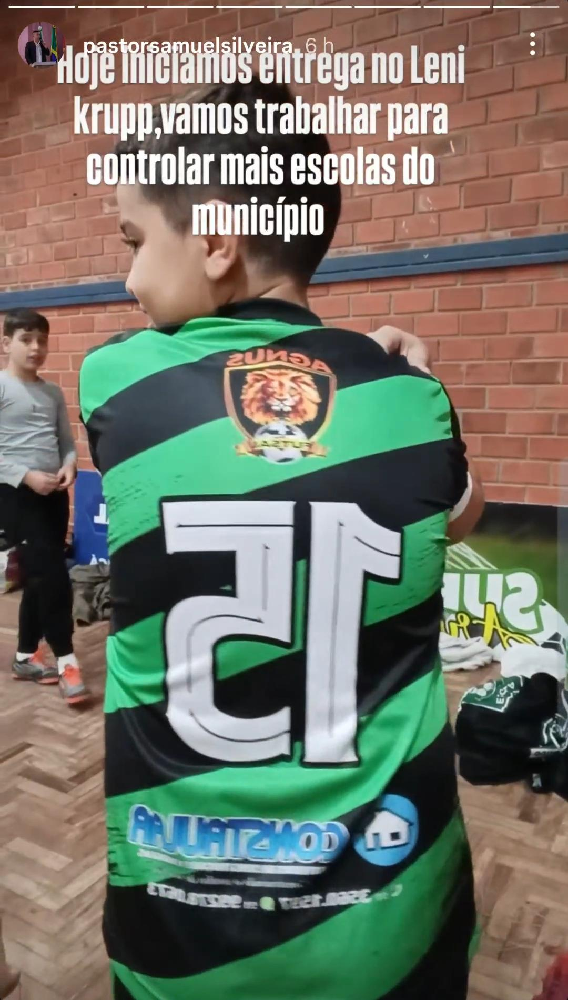 pastorsamuelsilveira 6 h
Hoje iniciamos entrega no Leni
krupp,vamos trabalhar para
controlar mais escolas do
município
AGNUS
FUTSAL
15
CONSTRULAR